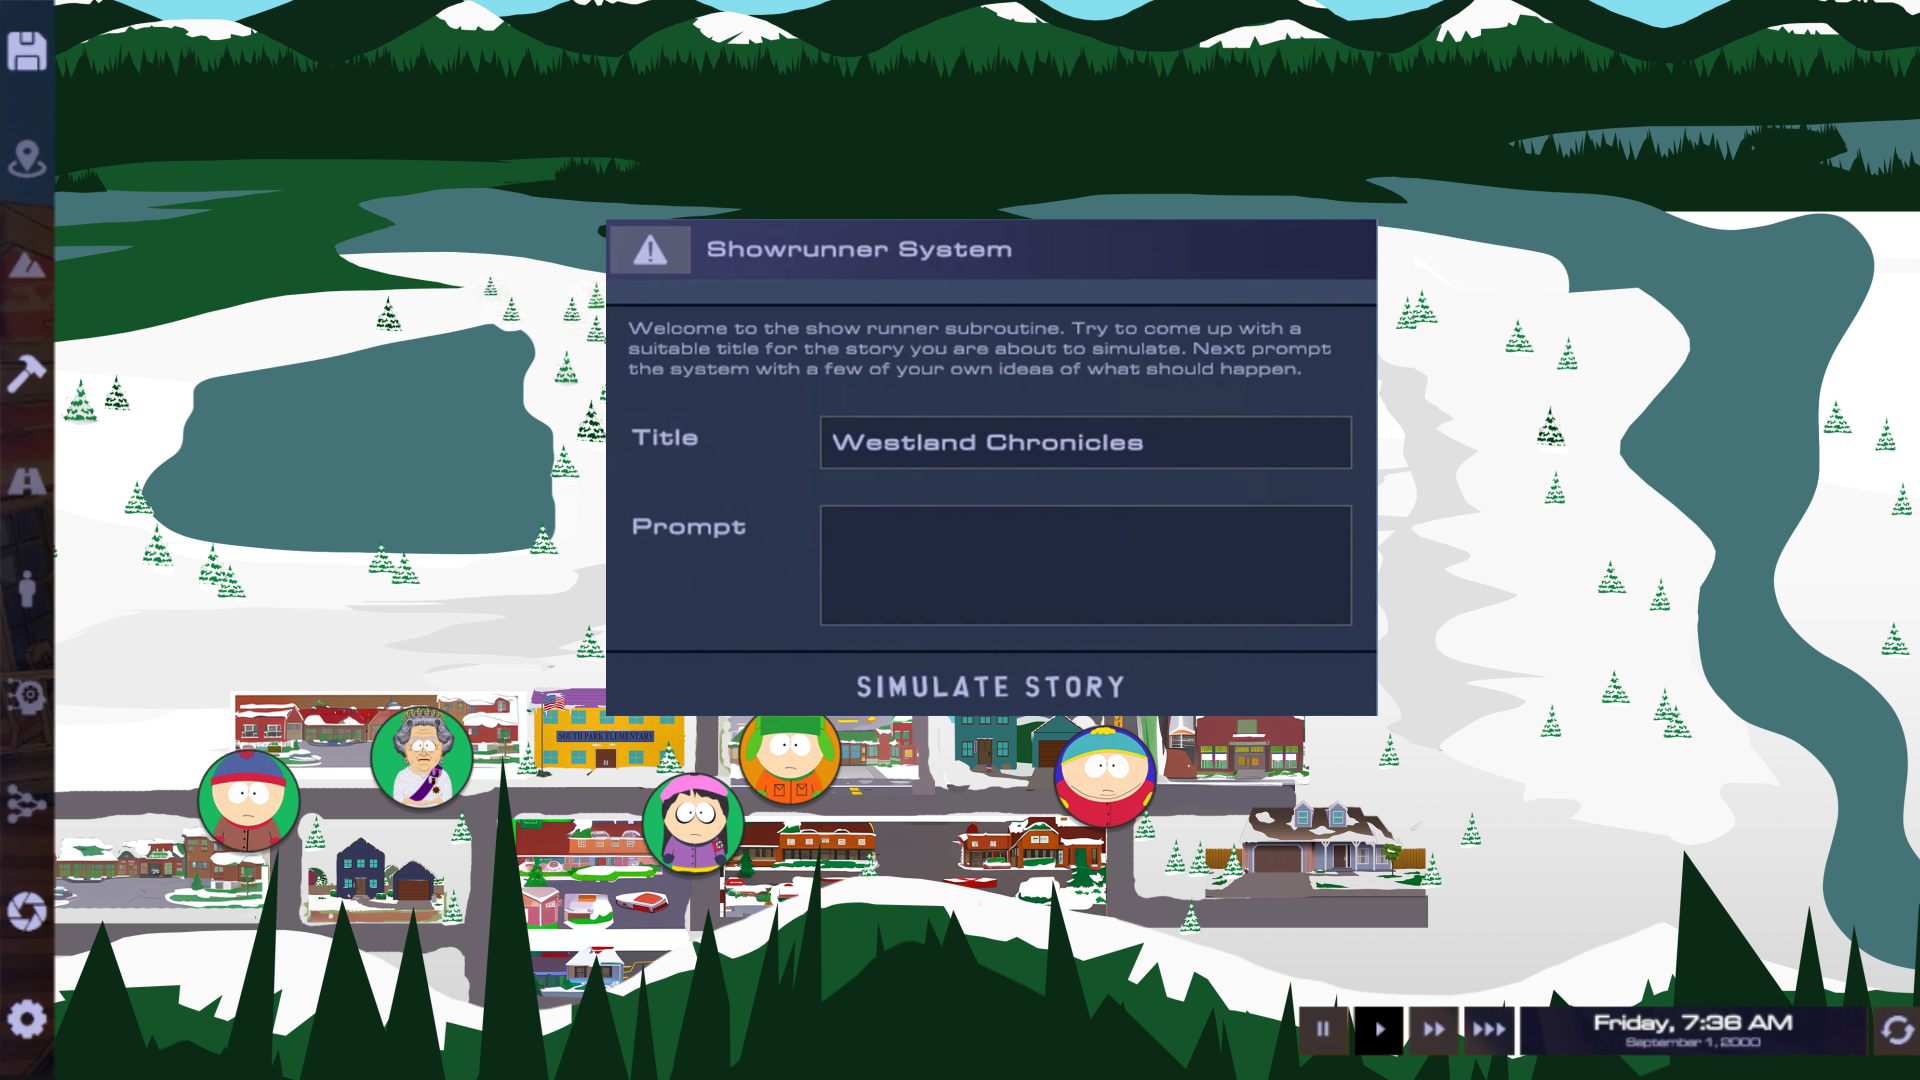 Showrunner System
Welcome to the show runner subroutine. Try to come up with a
suitable title for the story you are about to simulate. Next prompt
the system with a few of your own ideas of what should happen.
Title
Westland Chronicles
Prompt
SIMULATE STORY
SOUTH PARK ELEMENTARY
Friday, 7:36 AM
September 1, 2000